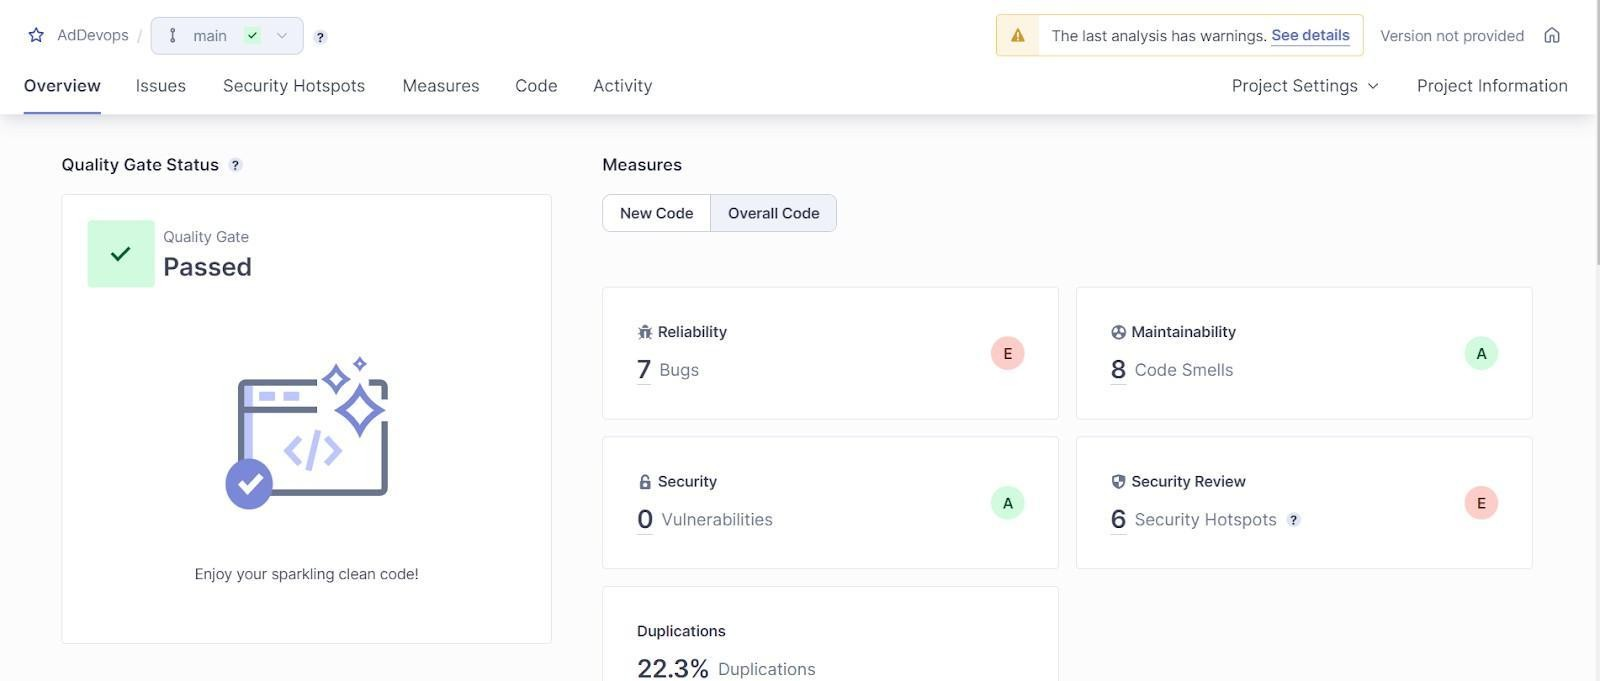 AdDevops / main ?
The last analysis has warnings. See details
Version not provided
Overview Issues Security Hotspots Measures Code Activity
Project Settings Project Information
Quality Gate Status ?
Quality Gate
Passed
</>
Enjoy your sparkling clean code!
Measures
New Code Overall Code
Reliability
7 Bugs
E
Maintainability
8 Code Smells
A
Security
0 Vulnerabilities
A
Security Review
6 Security Hotspots ?
E
Duplications
22.3% Duplications